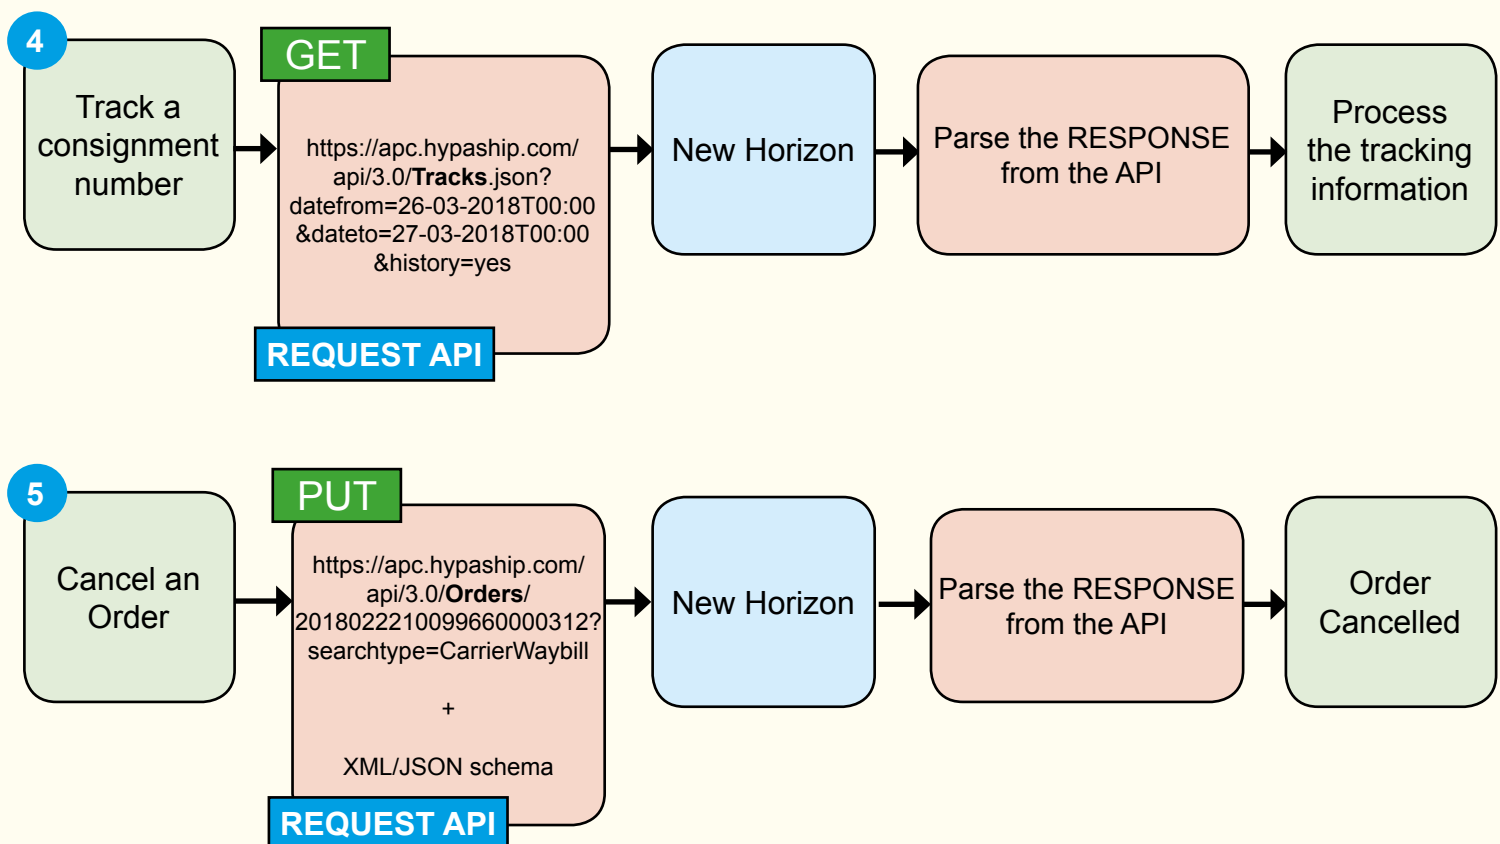 4
Track a
consignment
number
GET
https://apc.hypaship.com/
api/3.0/Tracks.json?
datefrom=26-03-2018T00:00
&dateto=27-03-2018T00:00
&history=yes
REQUEST API
New Horizon
Parse the RESPONSE
from the API
Process
the tracking
information
5
Cancel an
Order
PUT
https://apc.hypaship.com/
api/3.0/Orders/
2018022210099660000312?
searchtype=CarrierWaybill
+
XML/JSON schema
REQUEST API
New Horizon
Parse the RESPONSE
from the API
Order
Cancelled